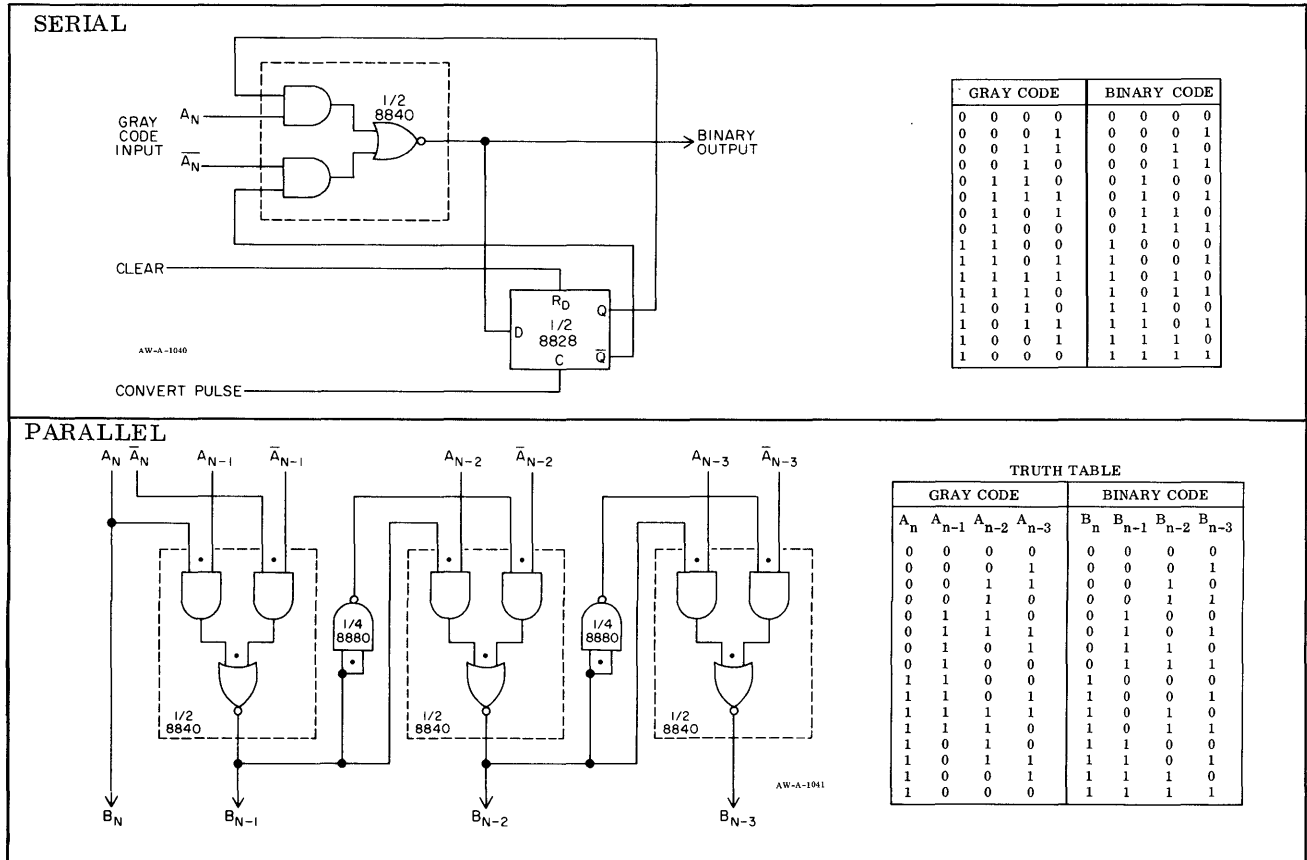 SERIAL
1/2
8840
GRAY
CODE
INPUT
A_N
A̅_N
BINARY
OUTPUT
CLEAR
R_D
D
Q
1/2
8828
C
Q̅
AW-A-1040
CONVERT PULSE
GRAY CODE BINARY CODE
0 0 0 0 0 0 0 0
0 0 0 1 0 0 0 1
0 0 1 1 0 0 1 0
0 0 1 0 0 0 1 1
0 1 1 0 0 1 0 0
0 1 1 1 0 1 0 1
0 1 0 1 0 1 1 0
0 1 0 0 0 1 1 1
1 1 0 0 1 0 0 0
1 1 0 1 1 0 0 1
1 1 1 1 1 0 1 0
1 1 1 0 1 0 1 1
1 0 1 0 1 1 0 0
1 0 1 1 1 1 0 1
1 0 0 1 1 1 1 0
1 0 0 0 1 1 1 1
PARALLEL
A_N A̅_N A_N-1 A̅_N-1 A_N-2 A̅_N-2 A_N-3 A̅_N-3
1/4
8880
1/4
8880
1/2
8840
1/2
8840
1/2
8840
AW-A-1041
B_N B_N-1 B_N-2 B_N-3
TRUTH TABLE
GRAY CODE BINARY CODE
A_n A_n-1 A_n-2 A_n-3 B_n B_n-1 B_n-2 B_n-3
0 0 0 0 0 0 0 0
0 0 0 1 0 0 0 1
0 0 1 1 0 0 1 0
0 0 1 0 0 0 1 1
0 1 1 0 0 1 0 0
0 1 1 1 0 1 0 1
0 1 0 1 0 1 1 0
0 1 0 0 0 1 1 1
1 1 0 0 1 0 0 0
1 1 0 1 1 0 0 1
1 1 1 1 1 0 1 0
1 1 1 0 1 0 1 1
1 0 1 0 1 1 0 0
1 0 1 1 1 1 0 1
1 0 0 1 1 1 1 0
1 0 0 0 1 1 1 1